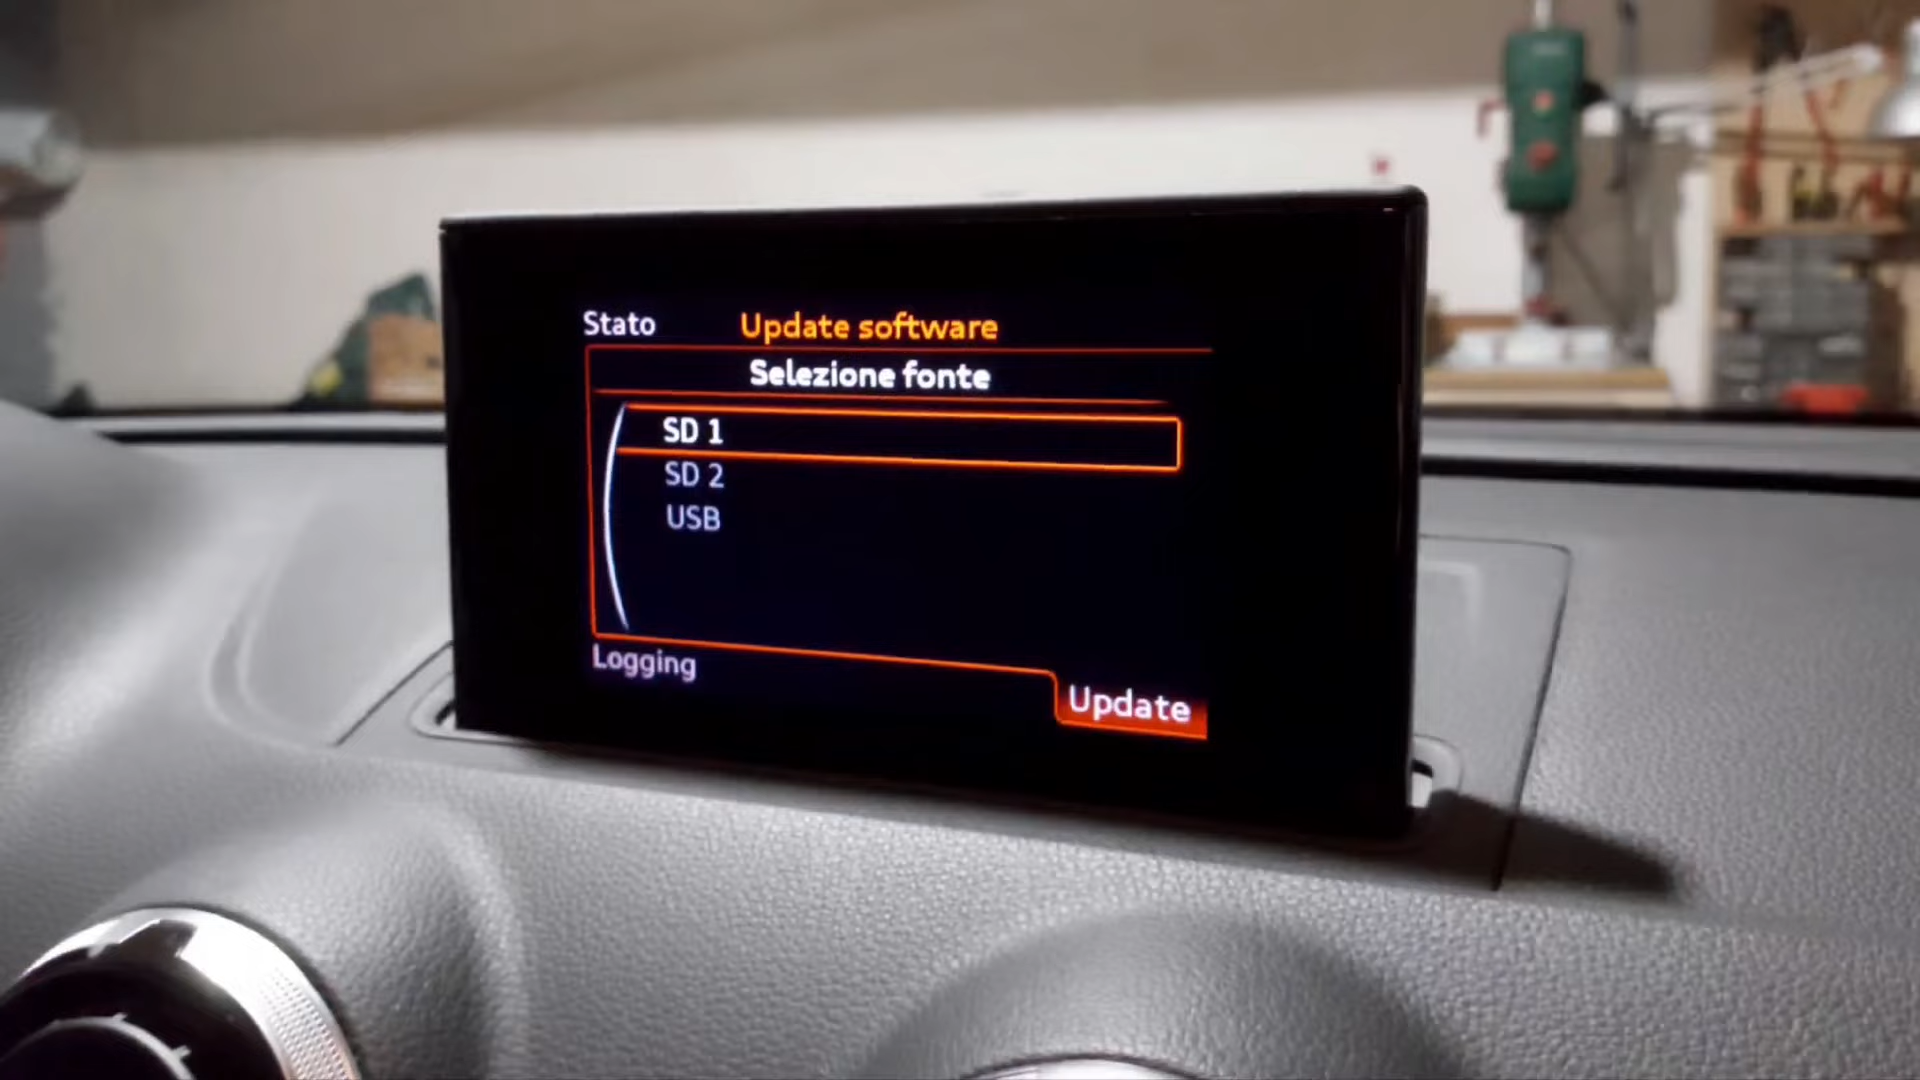 Stato Update software
Selezione fonte
SD 1
SD 2
USB
Logging
Update